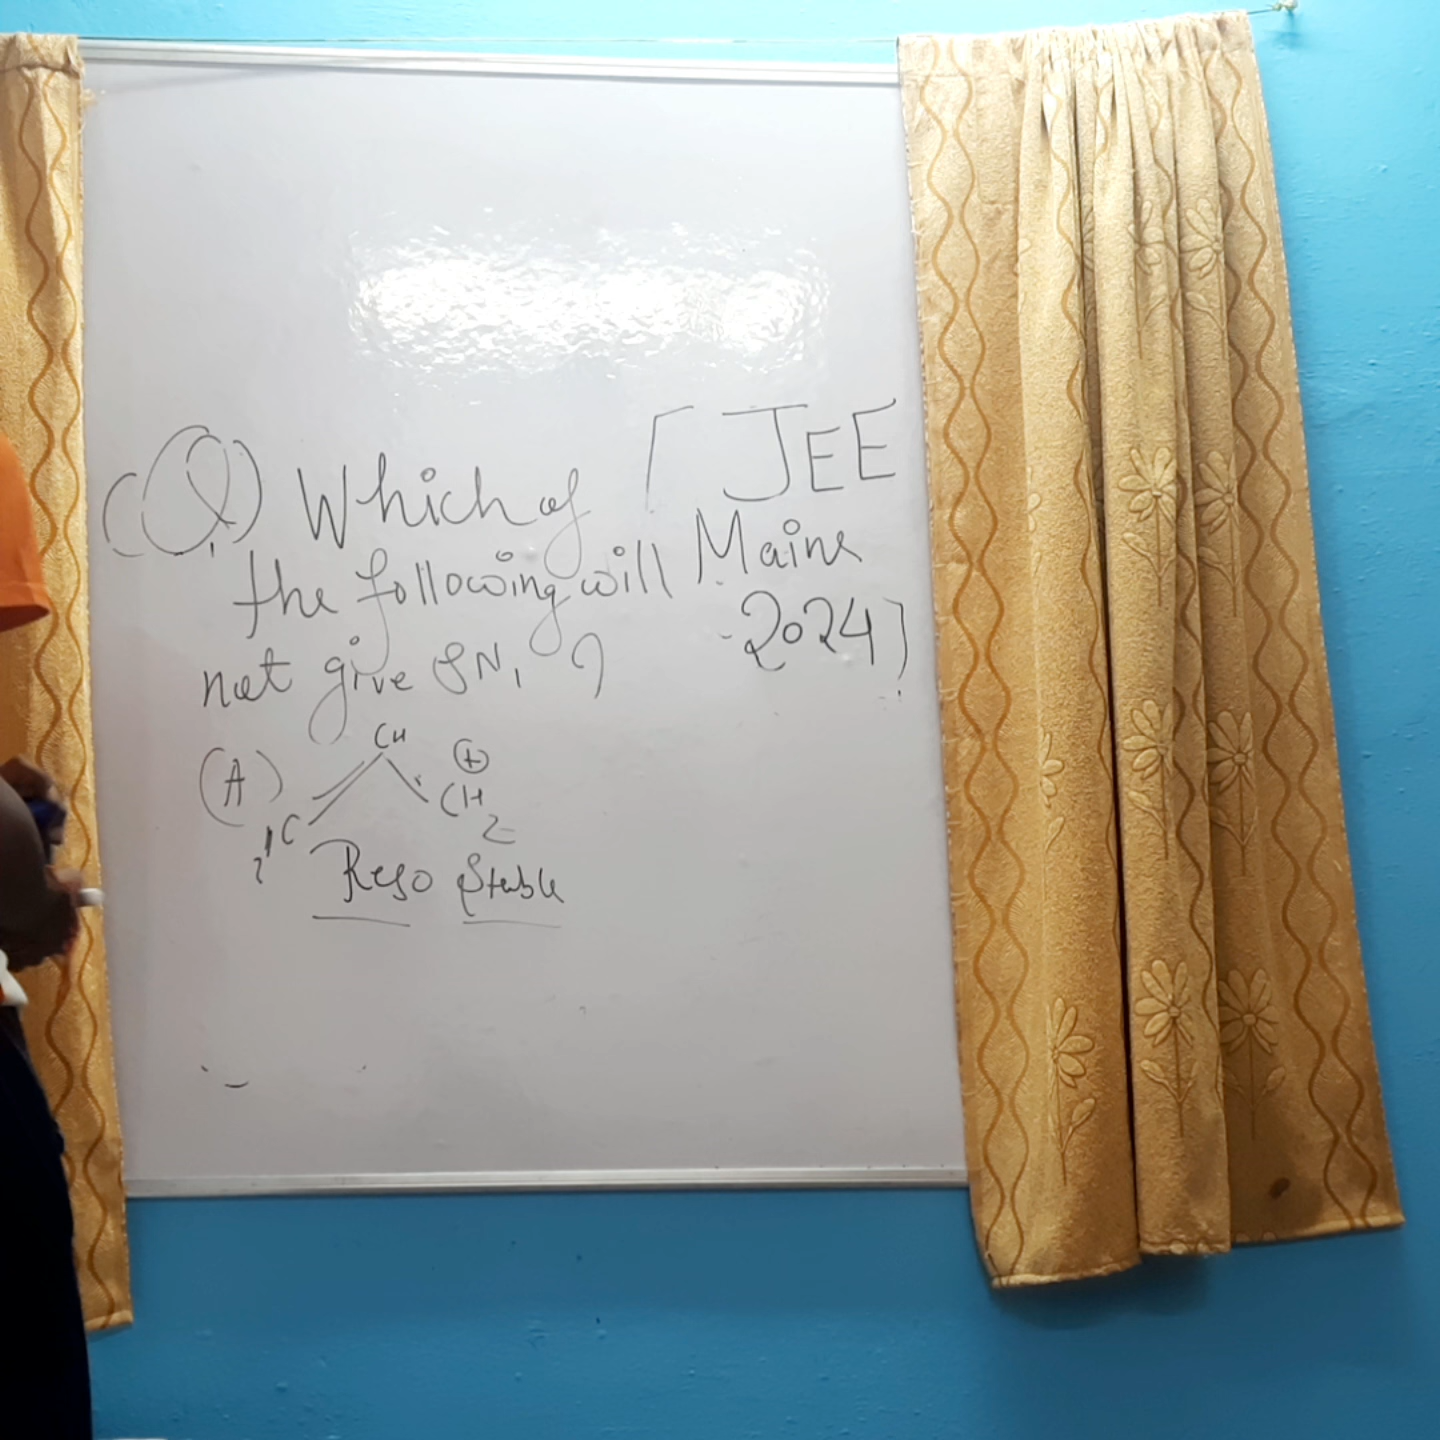 (Q) Which of
the following will
not give SN1 ?
[JEE
Mains
2024]
(A) H2C=CH-CH2 ⊕
Reso Stable